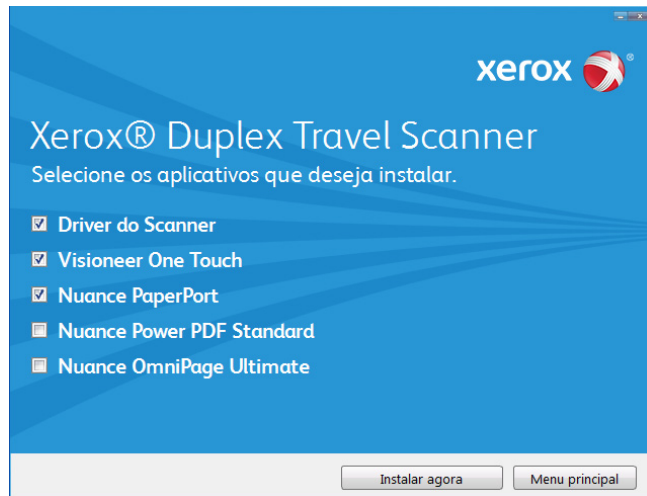 xerox ®
Xerox® Duplex Travel Scanner
Selecione os aplicativos que deseja instalar.
Driver do Scanner
Visioneer One Touch
Nuance PaperPort
Nuance Power PDF Standard
Nuance OmniPage Ultimate
Instalar agora
Menu principal